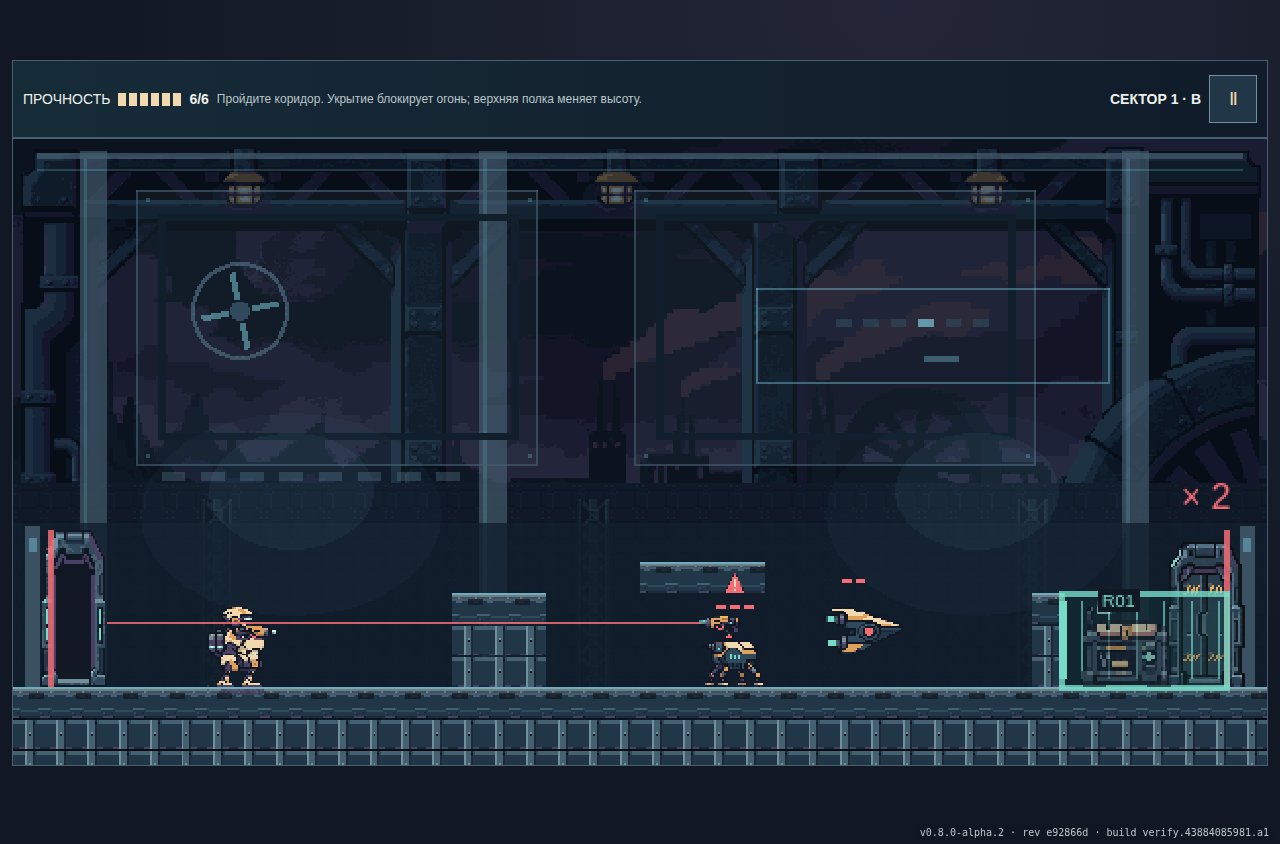 ПРОЧНОСТЬ 6/6 Пройдите коридор. Укрытие блокирует огонь; верхняя полка меняет высоту. СЕКТОР 1 · B II
× 2
R01
v0.8.0-alpha.2 · rev e92866d · build verify.43884085981.a1